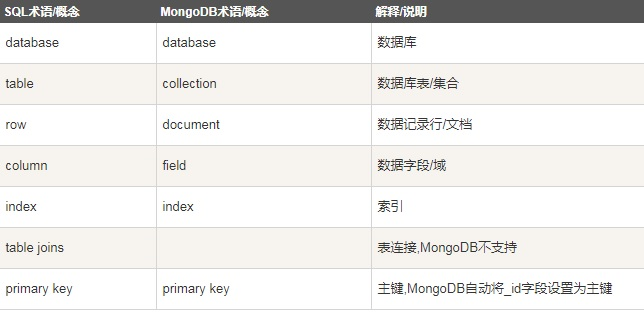 SQL术语/概念 MongoDB术语/概念 解释/说明
database database 数据库
table collection 数据库表/集合
row document 数据记录行/文档
column field 数据字段/域
index index 索引
table joins 表连接,MongoDB不支持
primary key primary key 主键,MongoDB自动将_id字段设置为主键